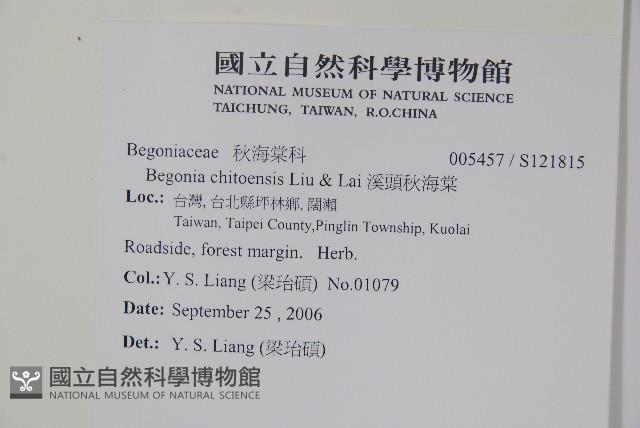 國立自然科學博物館
NATIONAL MUSEUM OF NATURAL SCIENCE
TAICHUNG, TAIWAN, R.O.CHINA
Begoniaceae 秋海棠科 005457 / S121815
Begonia chitoensis Liu & Lai 溪頭秋海棠
Loc.: 台灣, 台北縣坪林鄉, 闊瀨
Taiwan, Taipei County,Pinglin Township, Kuolai
Roadside, forest margin. Herb.
Col.: Y. S. Liang (梁珆碩) No.01079
Date: September 25 , 2006
Det.: Y. S. Liang (梁珆碩)
國立自然科學博物館
NATIONAL MUSEUM OF NATURAL SCIENCE